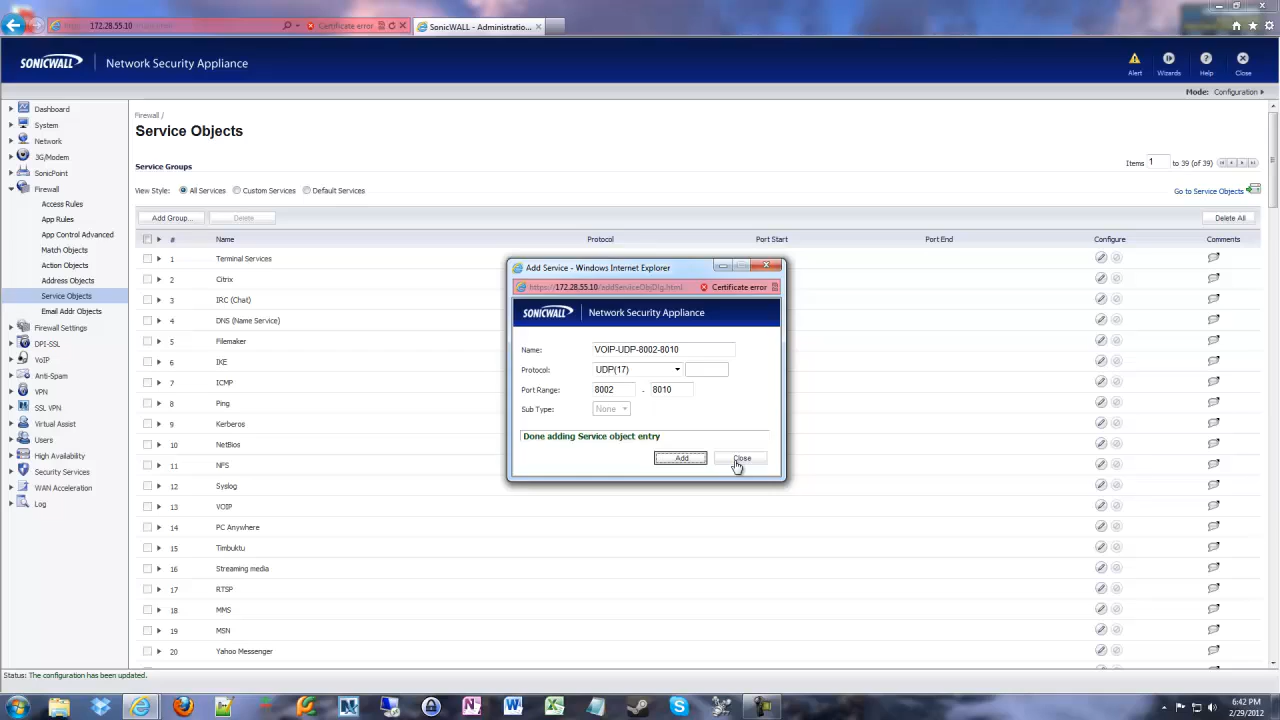 https://172.28.55.10/main.html
Certificate error
SonicWALL - Administratio...
SONICWALL
Network Security Appliance
Alert
Wizards
Help
Close
Mode: Configuration
Dashboard
System
Network
3G/Modem
SonicPoint
Firewall
Access Rules
App Rules
App Control Advanced
Match Objects
Action Objects
Address Objects
Service Objects
Email Addr Objects
Firewall Settings
DPI-SSL
VoIP
Anti-Spam
VPN
SSL VPN
Virtual Assist
Users
High Availability
Security Services
WAN Acceleration
Log
Firewall /
Service Objects
Service Groups
Items 1 to 39 (of 39)
View Style: All Services Custom Services Default Services
Go to Service Objects
Add Group... Delete
Delete All
# Name Protocol Port Start Port End Configure Comments
1 Terminal Services
2 Citrix
3 IRC (Chat)
4 DNS (Name Service)
5 Filemaker
6 IKE
7 ICMP
8 Ping
9 Kerberos
10 NetBios
11 NFS
12 Syslog
13 VOIP
14 PC Anywhere
15 Timbuktu
16 Streaming media
17 RTSP
18 MMS
19 MSN
20 Yahoo Messenger
Add Service - Windows Internet Explorer
https://172.28.55.10/addServiceObjDlg.html
Certificate error
SONICWALL
Network Security Appliance
Name: VOIP-UDP-8002-8010
Protocol: UDP(17)
Port Range: 8002 - 8010
Sub Type: None
Done adding Service object entry
Add Close
Status: The configuration has been updated.
6:42 PM
2/29/2012